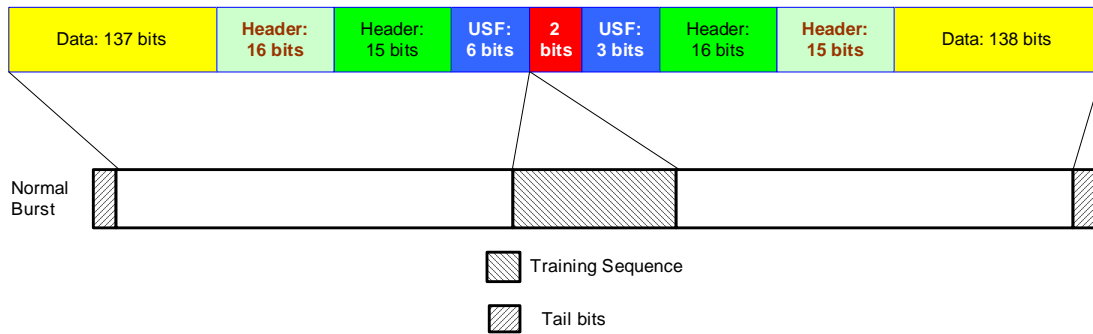 Data: 137 bits
Header:
16 bits
Header:
15 bits
USF:
6 bits
2
bits
USF:
3 bits
Header:
16 bits
Header:
15 bits
Data: 138 bits
Normal
Burst
Training Sequence
Tail bits